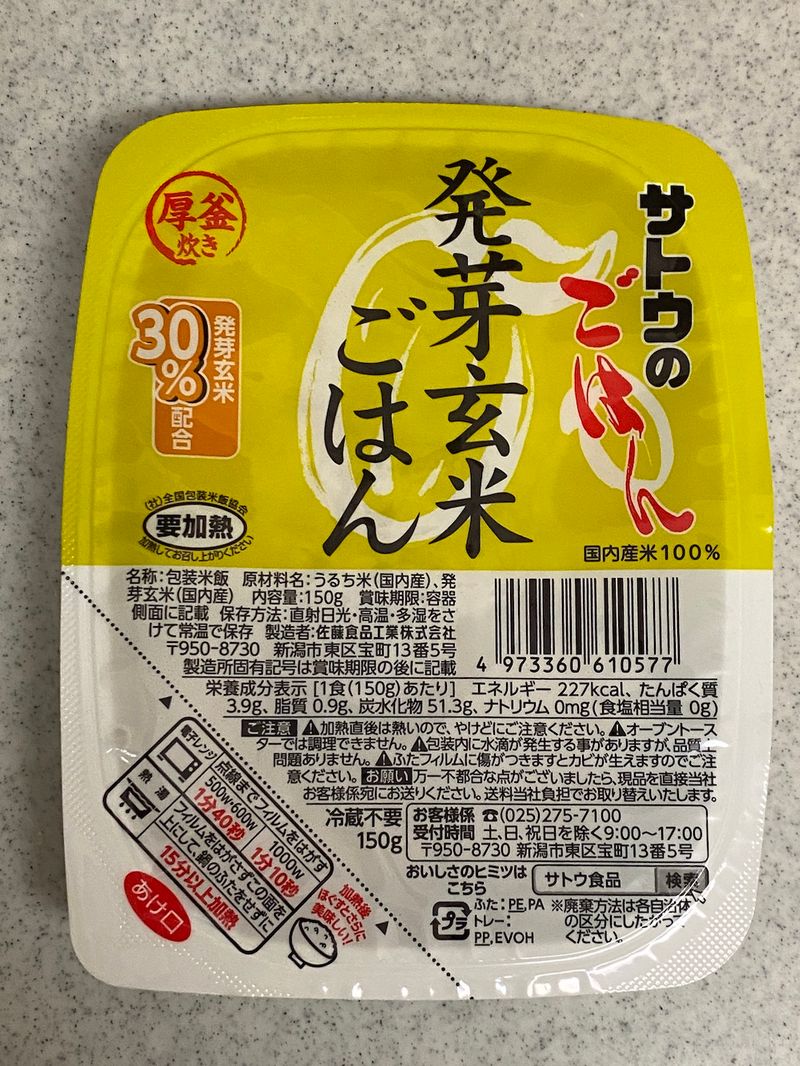 サトウの
ごはん
発芽玄米
ごはん
国内産米100%
厚釜
炊き
発芽玄米
30%
配合
(社)全国包装米飯協会
要加熱
加熱してお召し上がりください
名称:包装米飯 原材料名:うるち米(国内産)、発
芽玄米(国内産) 内容量:150g 賞味期限:容器
側面に記載 保存方法:直射日光・高温・多湿をさ
けて常温で保存 製造者:佐藤食品工業株式会社
〒950-8730 新潟市東区宝町13番5号
製造所固有記号は賞味期限の後に記載
4 973360 610577
栄養成分表示 [1食(150g)あたり] エネルギー 227kcal、たんぱく質
3.9g、脂質 0.9g、炭水化物 51.3g、ナトリウム 0mg(食塩相当量 0g)
ご注意 ⚠加熱直後は熱いので、やけどにご注意ください。⚠オーブントース
ターでは調理できません。⚠包装内に水滴が発生する事がありますが、品質上
問題ありません。⚠ふたフィルムに傷がつきますとカビが生えますのでご注
意ください。 お願い 万一不都合な点がございましたら、現品を直接当社
お客様係宛にお送りください。送料当社負担でお取り替えいたします。
冷蔵不要
150g
お客様係 ☎(025)275-7100
受付時間 土、日、祝日を除く9:00〜17:00
〒950-8730 新潟市東区宝町13番5号
おいしさのヒミツは
こちら
サトウ食品 検索
プラ
ふた:PE,PA
トレー:
PP,EVOH
※廃棄方法は各自治体
の区分にしたがって
ください。
電子レンジ
点線までフィルムをはがす
500w・600w 1000w
1分40秒 1分10秒
熱湯
フィルムをはがさずこの面を
上にして、鍋のふたをせずに
15分以上加熱
あけ口
加熱後
ほぐすとさらに
美味しい!